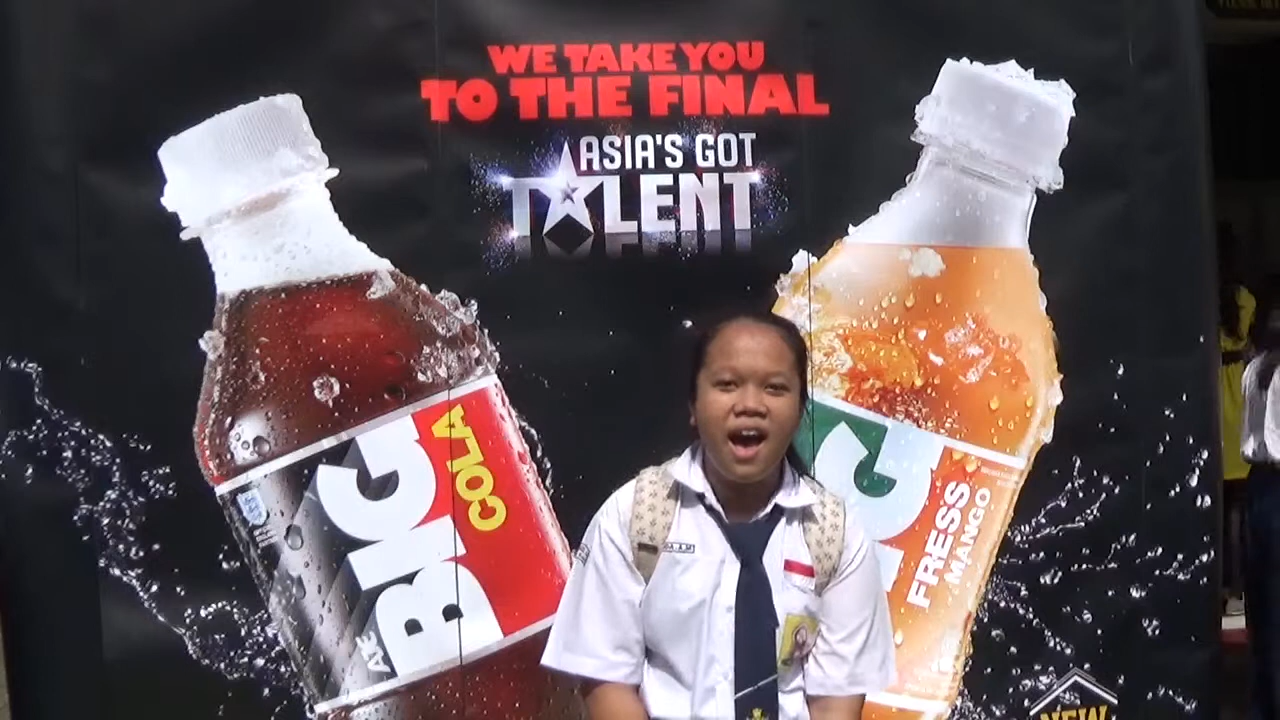 WE TAKE YOU
TO THE FINAL
ASIA'S GOT
TALENT
AJE
BIG
COLA
FRESS
MANGO
NEW